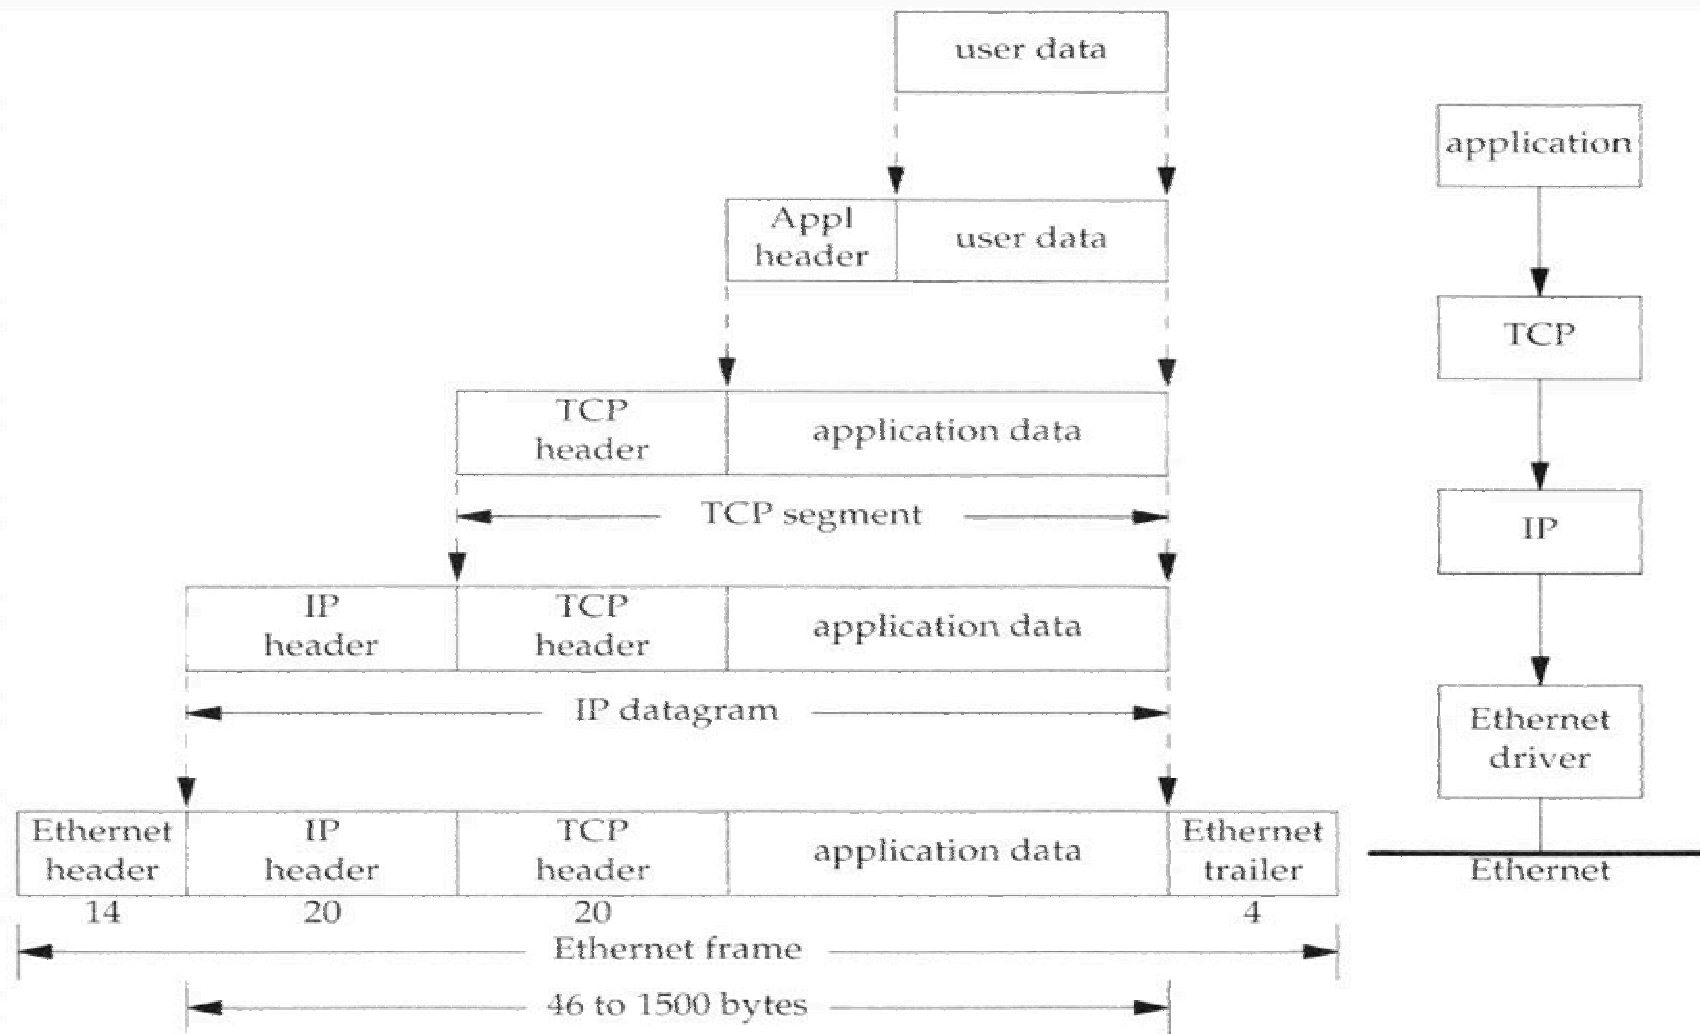 user data
application
Appl
header
user data
TCP
TCP
header
application data
TCP segment
IP
IP
header
TCP
header
application data
IP datagram
Ethernet
driver
Ethernet
header
IP
header
TCP
header
application data
Ethernet
trailer
Ethernet
14
20
20
4
Ethernet frame
46 to 1500 bytes